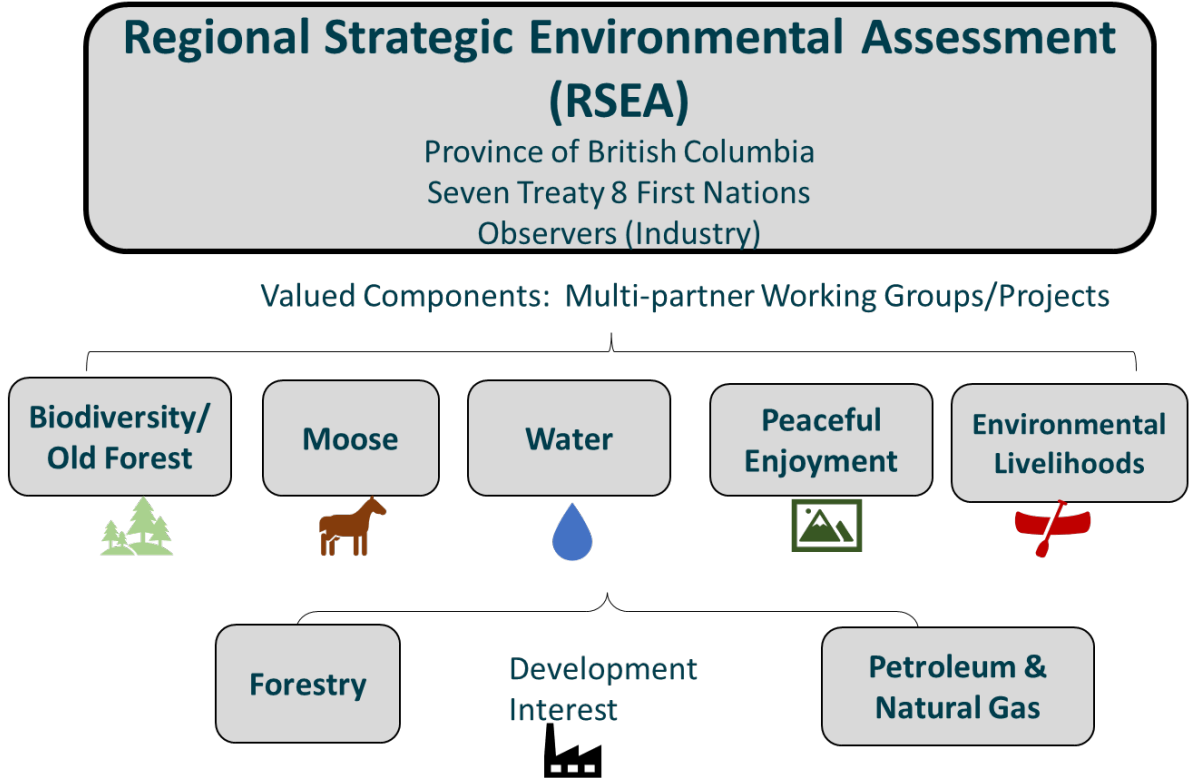 Regional Strategic Environmental Assessment
(RSEA)
Province of British Columbia
Seven Treaty 8 First Nations
Observers (Industry)
Valued Components:  Multi-partner Working Groups/Projects
Biodiversity/
Old Forest
Moose
Water
Peaceful
Enjoyment
Environmental
Livelihoods
Forestry
Development
Interest
Petroleum &
Natural Gas